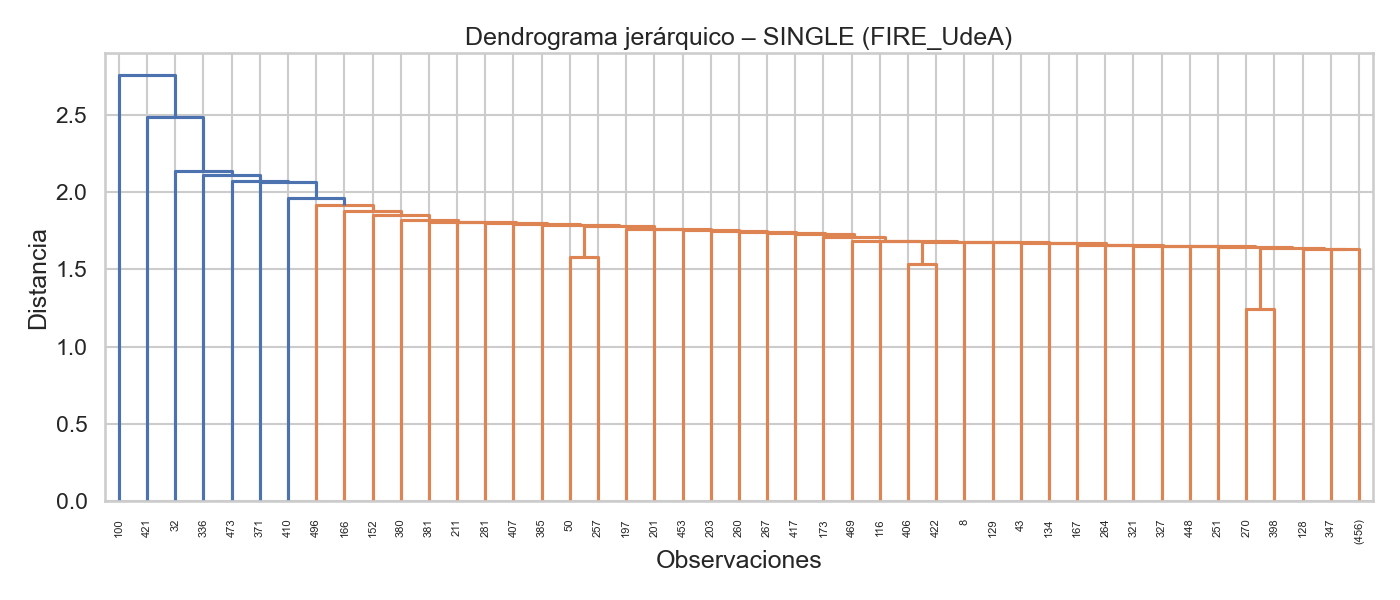 Dendrograma jerárquico – SINGLE (FIRE_UdeA)
Distancia
2.5
2.0
1.5
1.0
0.5
0.0
100 421 32 336 473 371 410 496 166 152 380 381 211 281 407 385 50 257 197 201 453 203 260 267 417 173 469 116 406 422 8 129 43 134 167 264 321 327 448 251 270 398 128 347 (456)
Observaciones